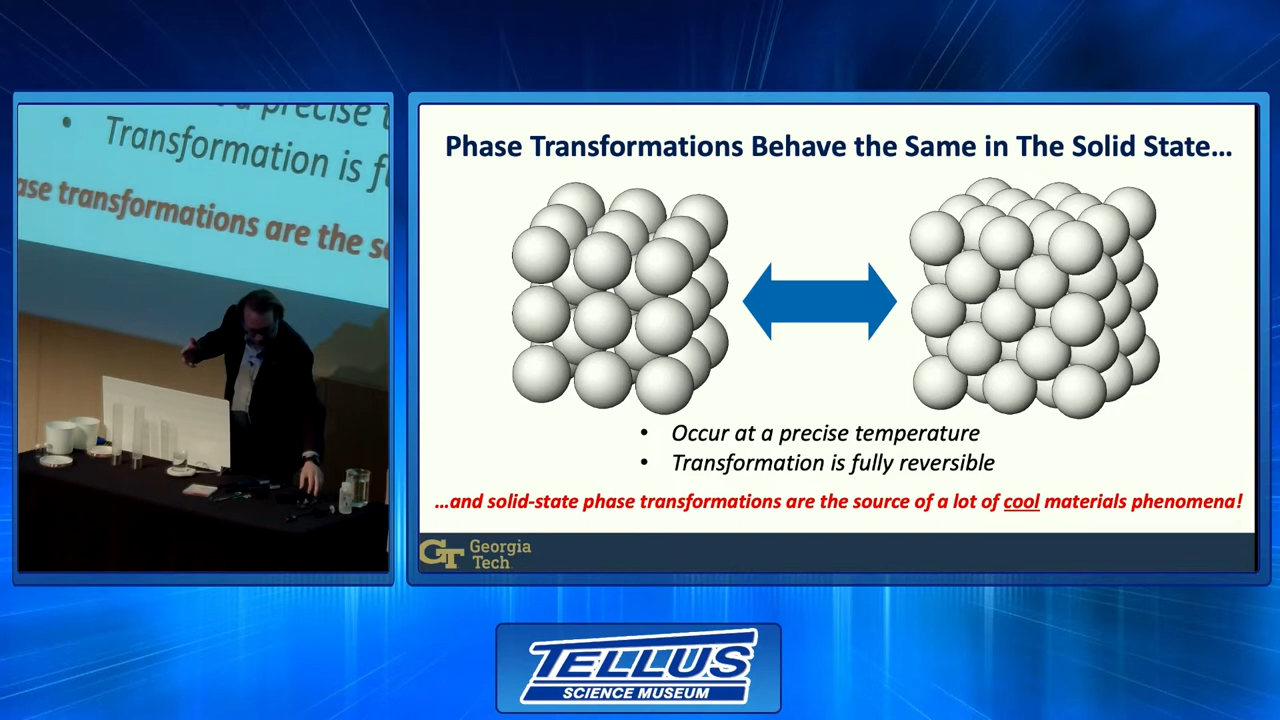 a precise
• Transformation is
ase transformations are the
Phase Transformations Behave the Same in The Solid State...
• Occur at a precise temperature
• Transformation is fully reversible
...and solid-state phase transformations are the source of a lot of cool materials phenomena!
GT Georgia
Tech
TELLUS
SCIENCE MUSEUM